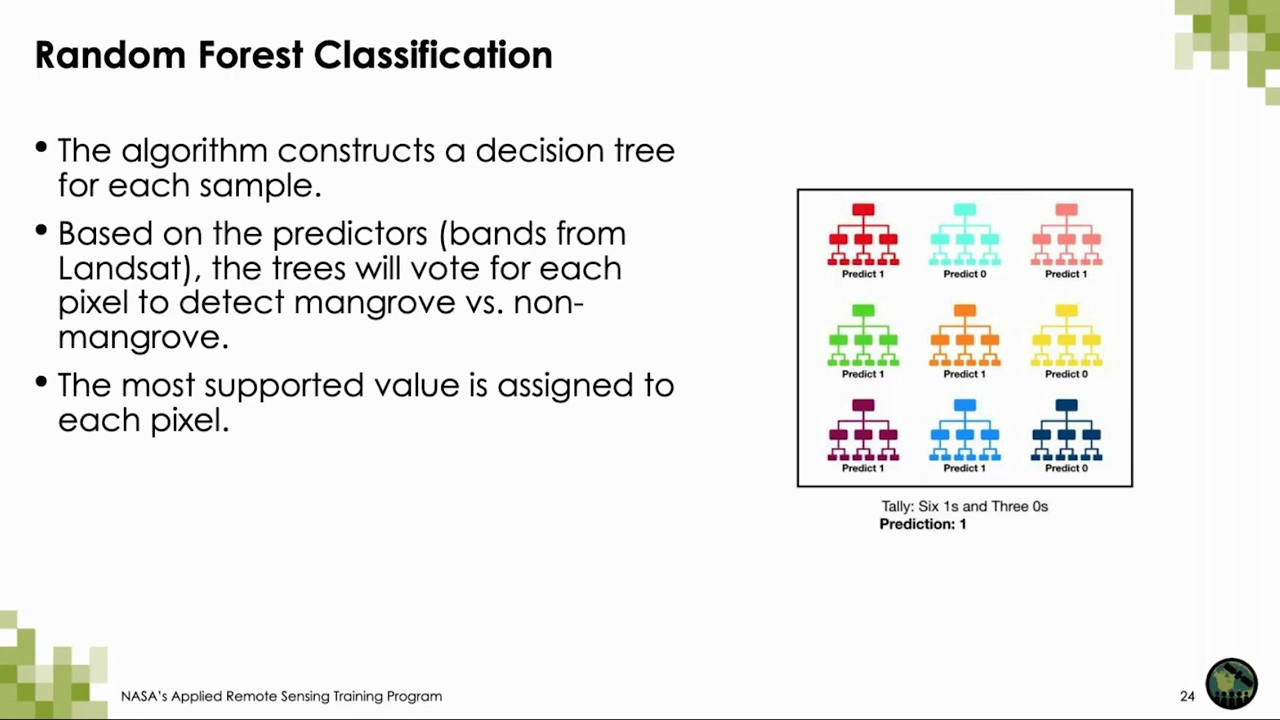 Random Forest Classification
• The algorithm constructs a decision tree
for each sample.
• Based on the predictors (bands from
Landsat), the trees will vote for each
pixel to detect mangrove vs. non-
mangrove.
• The most supported value is assigned to
each pixel.
Predict 1 Predict 0 Predict 1
Predict 1 Predict 1 Predict 0
Predict 1 Predict 1 Predict 0
Tally: Six 1s and Three 0s
Prediction: 1
NASA's Applied Remote Sensing Training Program
24